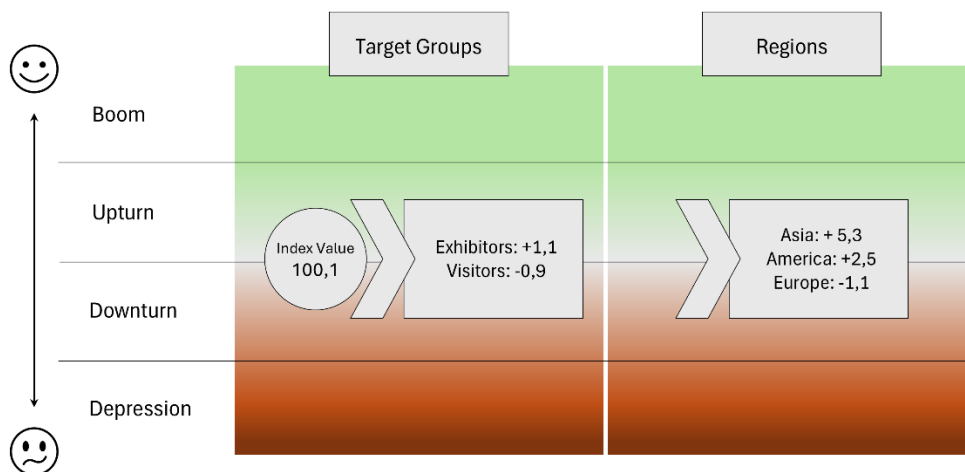 Target Groups
Regions
Boom
Upturn
Index Value
100,1
Exhibitors: +1,1
Visitors: -0,9
Asia: + 5,3
America: +2,5
Europe: -1,1
Downturn
Depression